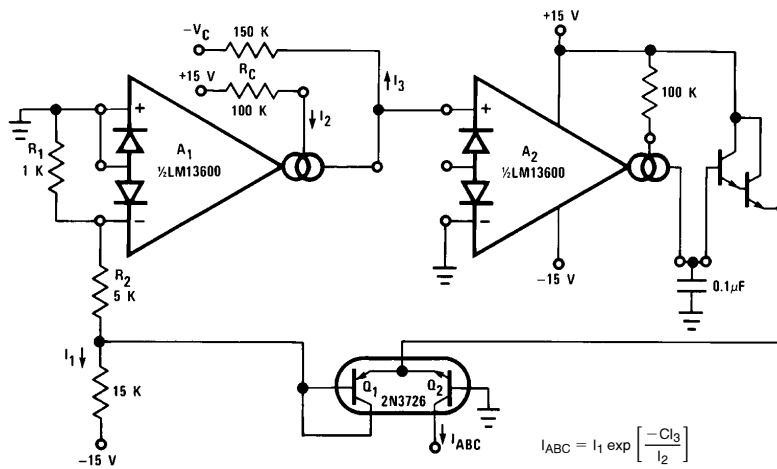 −VC
150 K
+15 V
RC
100 K
I3
I2
+15 V
100 K
+
A1
½LM13600
−
R1
1 K
+
A2
½LM13600
−
−15 V
R2
5 K
0.1μF
I1
15 K
−15 V
Q1
Q2
2N3726
IABC
IABC = I1 exp [−CI3 / I2]